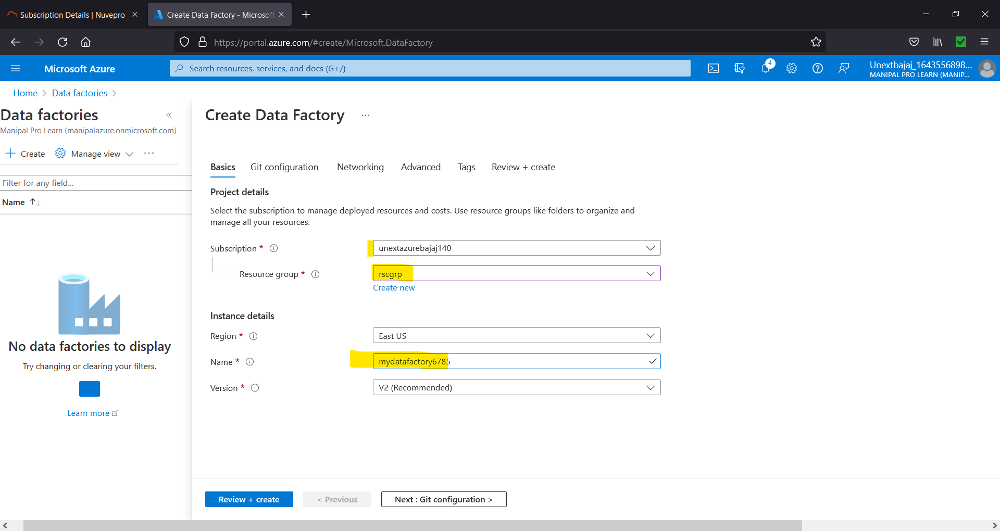 Subscription Details | Nuvepro
Create Data Factory - Microsoft
https://portal.azure.com/#create/Microsoft.DataFactory
Microsoft Azure
Search resources, services, and docs (G+/)
4
Unextbajaj_1643556898...
MANIPAL PRO LEARN (MANIP...
Home > Data factories >
Data factories
«
Manipal Pro Learn (manipalazure.onmicrosoft.com)
Create
Manage view
...
Filter for any field...
Name ↑↓
No data factories to display
Try changing or clearing your filters.
Learn more
Create Data Factory
...
Basics
Git configuration
Networking
Advanced
Tags
Review + create
Project details
Select the subscription to manage deployed resources and costs. Use resource groups like folders to organize and
manage all your resources.
Subscription *
unextazurebajaj140
Resource group *
rscgrp
Create new
Instance details
Region *
East US
Name *
mydatafactory6785
Version *
V2 (Recommended)
Review + create
< Previous
Next : Git configuration >